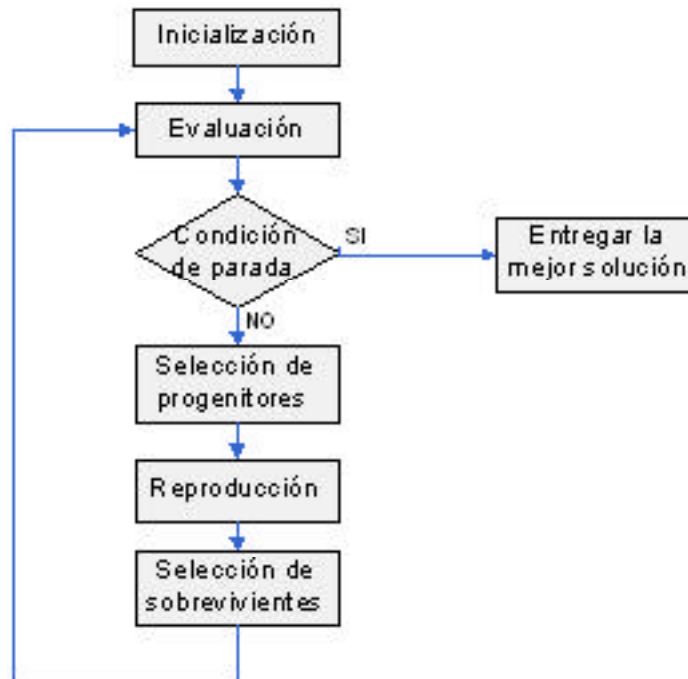 Inicialización
Evaluación
Condición
de parada
SI
Entregar la
mejor solución
NO
Selección de
progenitores
Reproducción
Selección de
sobrevivientes